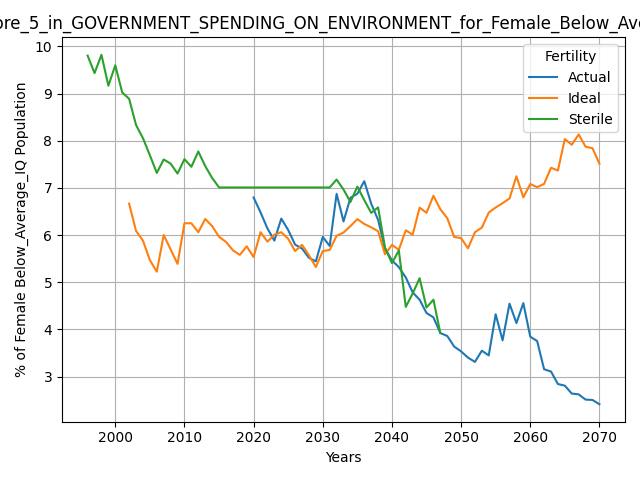 ore_5_in_GOVERNMENT_SPENDING_ON_ENVIRONMENT_for_Female_Below_Ave
Fertility
Actual
Ideal
Sterile
% of Female Below_Average_IQ Population
10
9
8
7
6
5
4
3
2000
2010
2020
2030
2040
2050
2060
2070
Years